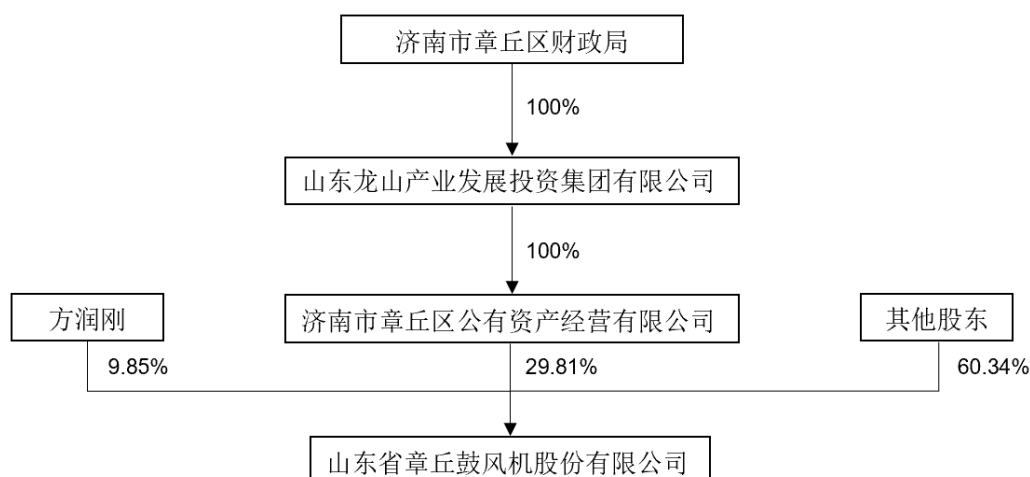 济南市章丘区财政局
100%
山东龙山产业发展投资集团有限公司
100%
方润刚
济南市章丘区公有资产经营有限公司
其他股东
9.85%
29.81%
60.34%
山东省章丘鼓风机股份有限公司